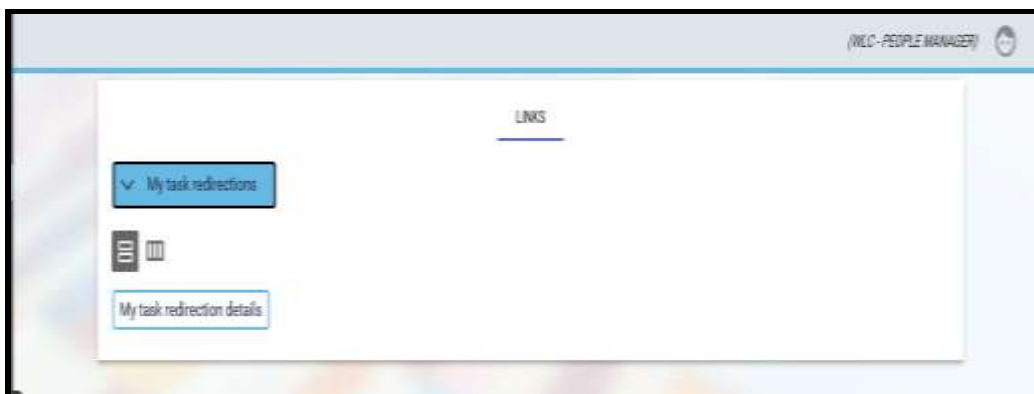 (WLC - PEOPLE MANAGER)
LINKS
My task redirections
My task redirection details